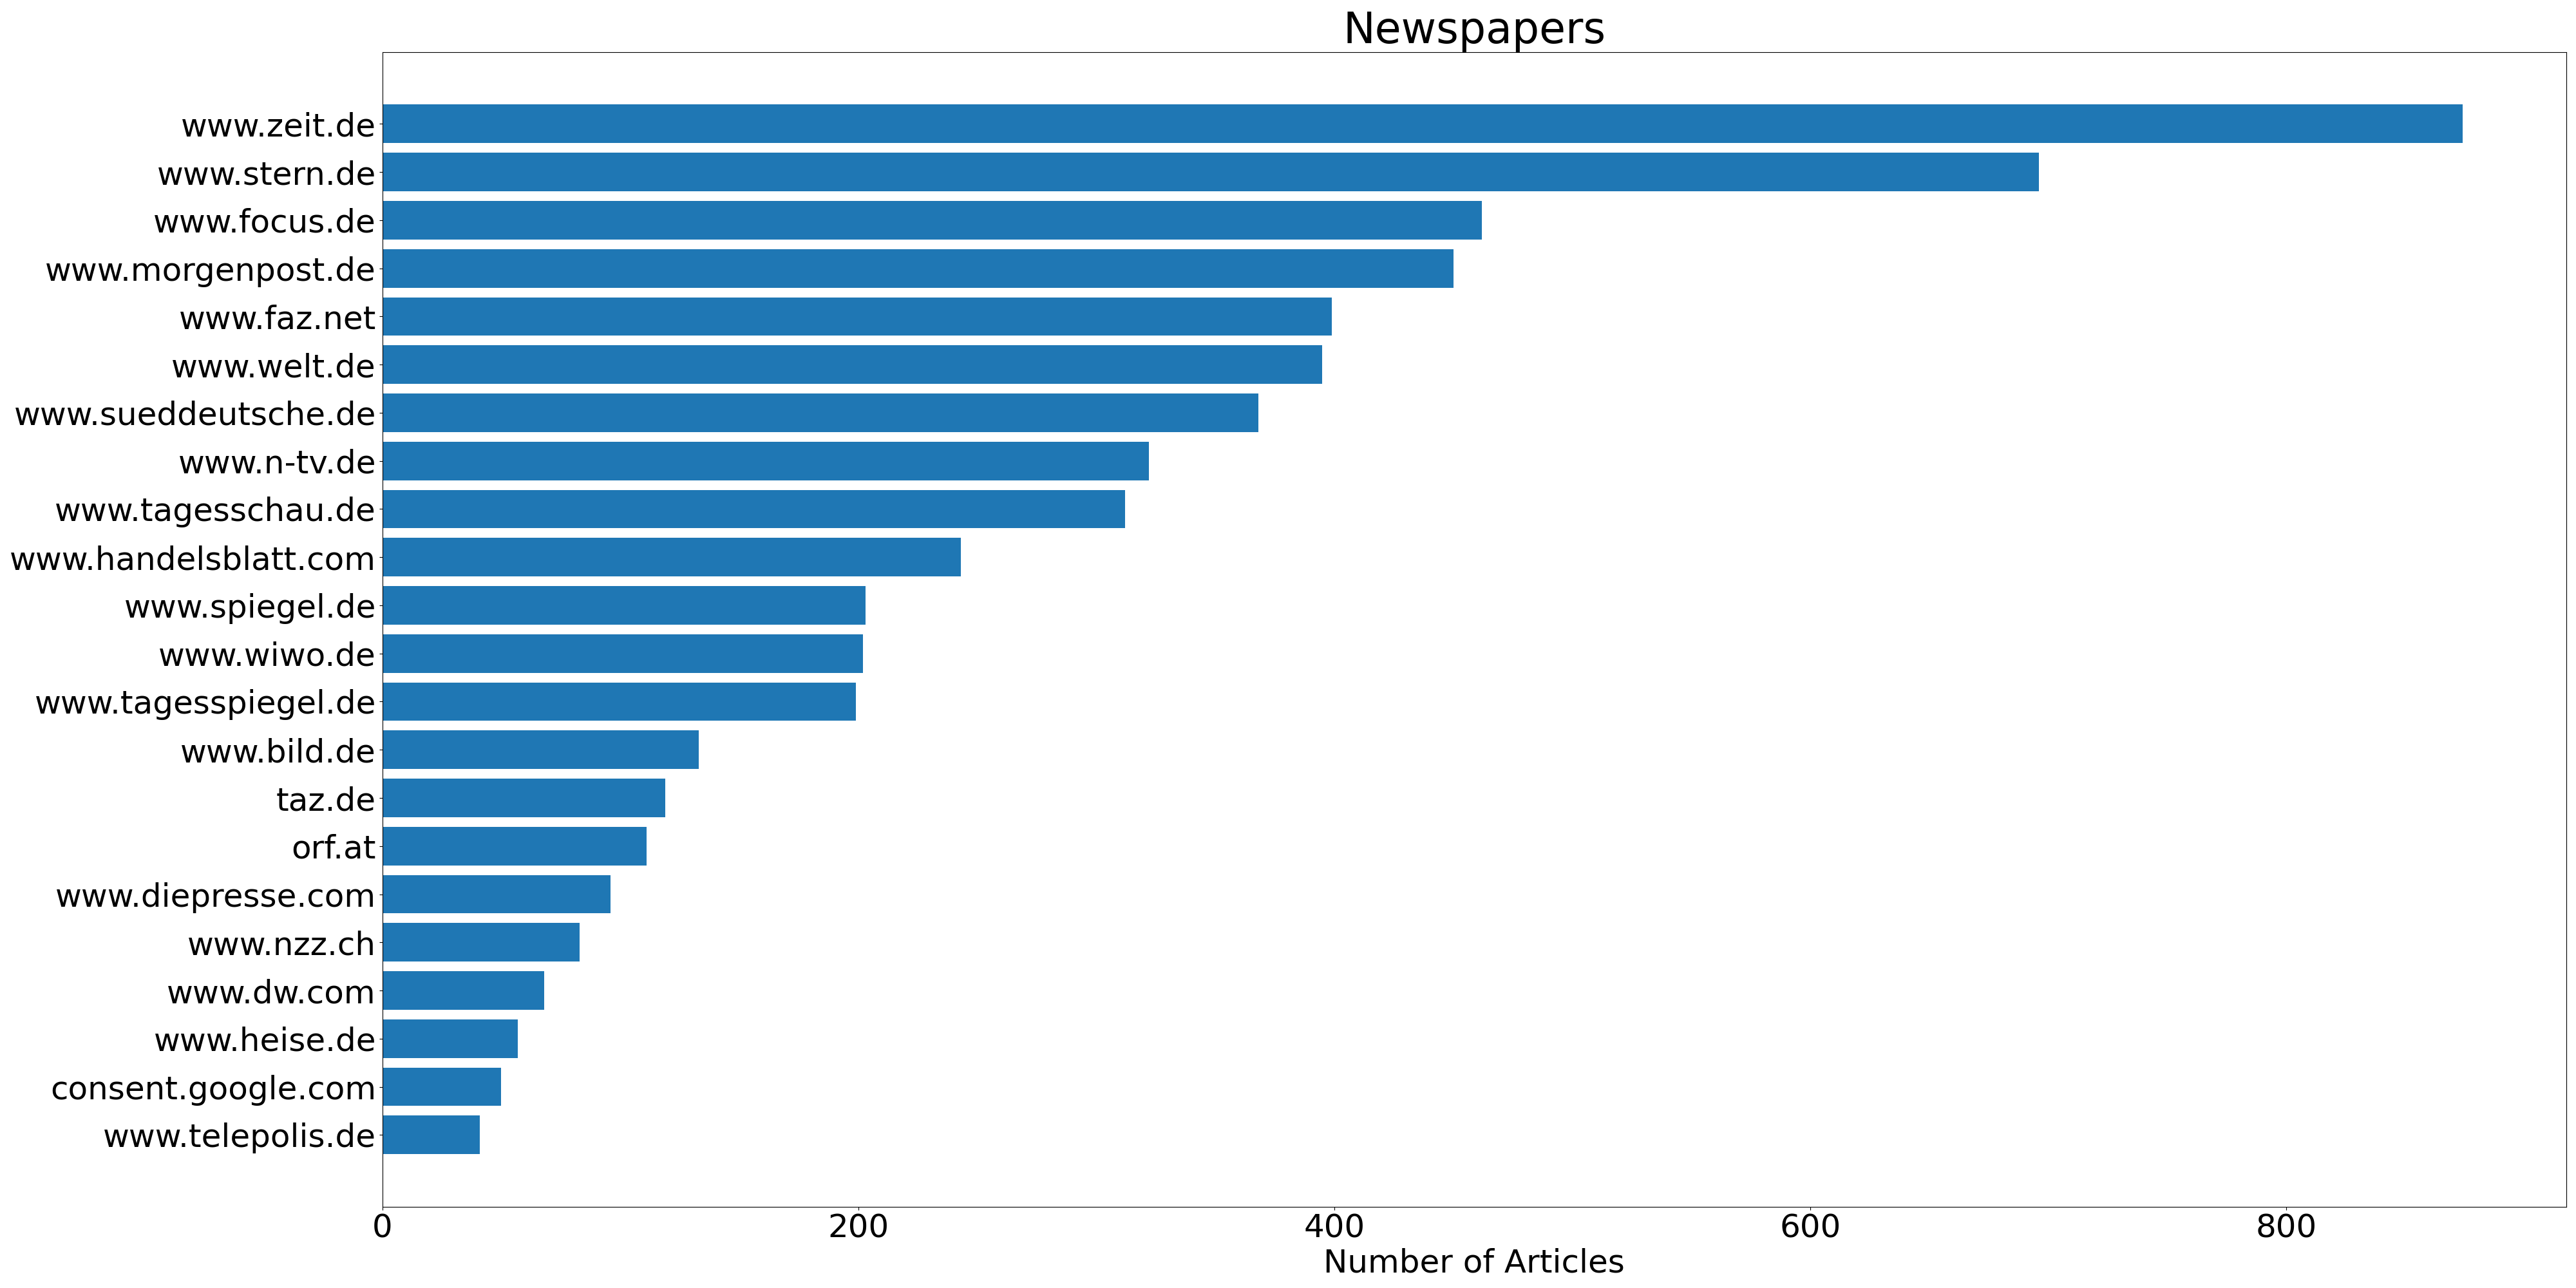 Newspapers
www.zeit.de
www.stern.de
www.focus.de
www.morgenpost.de
www.faz.net
www.welt.de
www.sueddeutsche.de
www.n-tv.de
www.tagesschau.de
www.handelsblatt.com
www.spiegel.de
www.wiwo.de
www.tagesspiegel.de
www.bild.de
taz.de
orf.at
www.diepresse.com
www.nzz.ch
www.dw.com
www.heise.de
consent.google.com
www.telepolis.de
0 200 400 600 800
Number of Articles